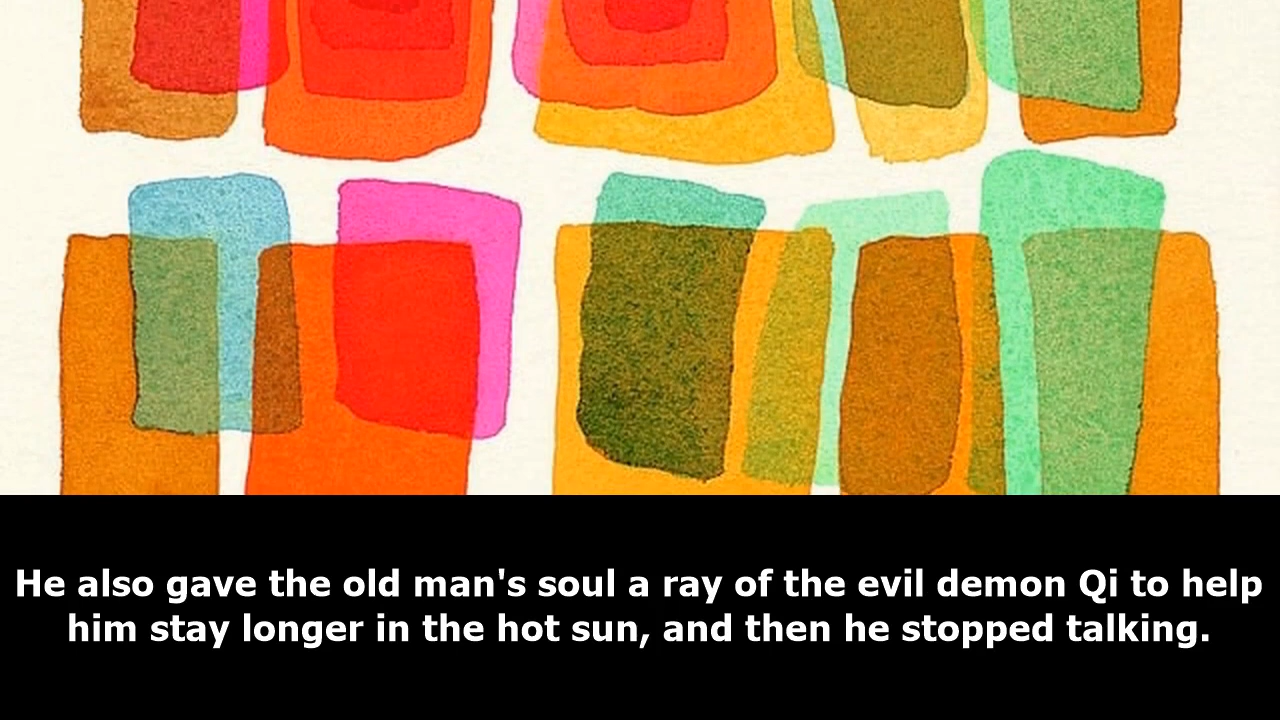 He also gave the old man's soul a ray of the evil demon Qi to help
him stay longer in the hot sun, and then he stopped talking.